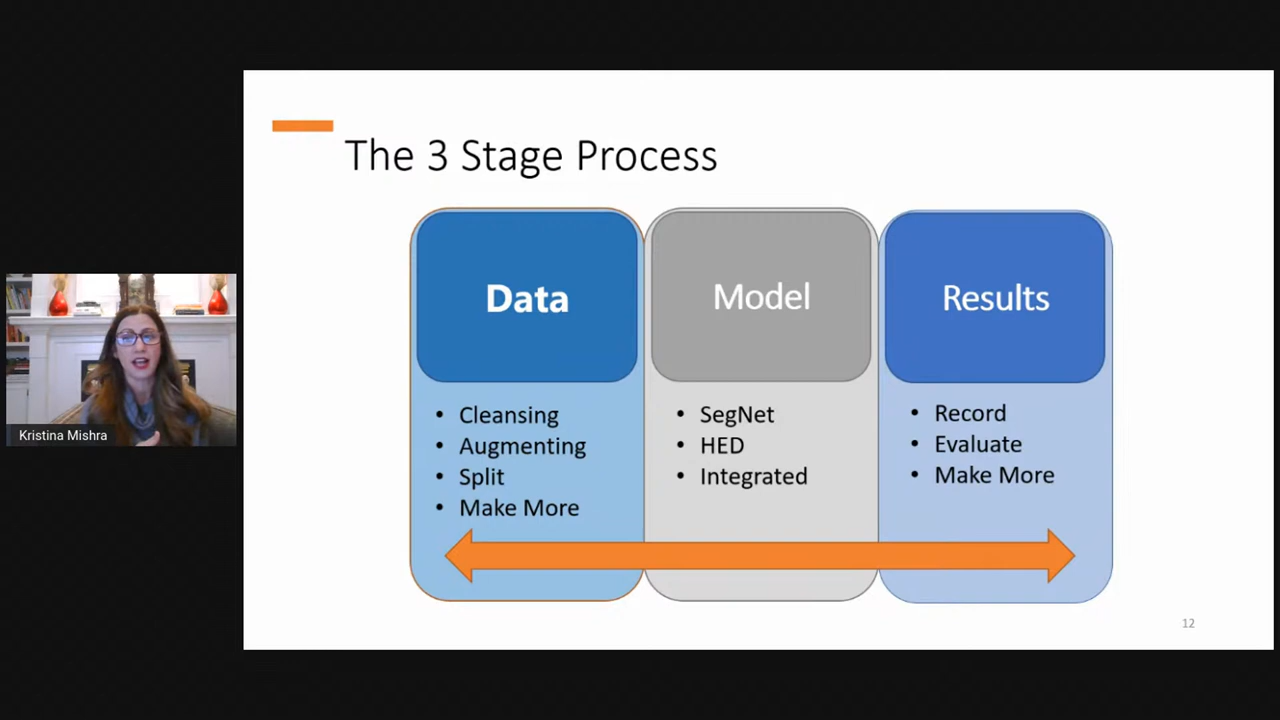 The 3 Stage Process
Data
• Cleansing
• Augmenting
• Split
• Make More
Model
• SegNet
• HED
• Integrated
Results
• Record
• Evaluate
• Make More
12
Kristina Mishra